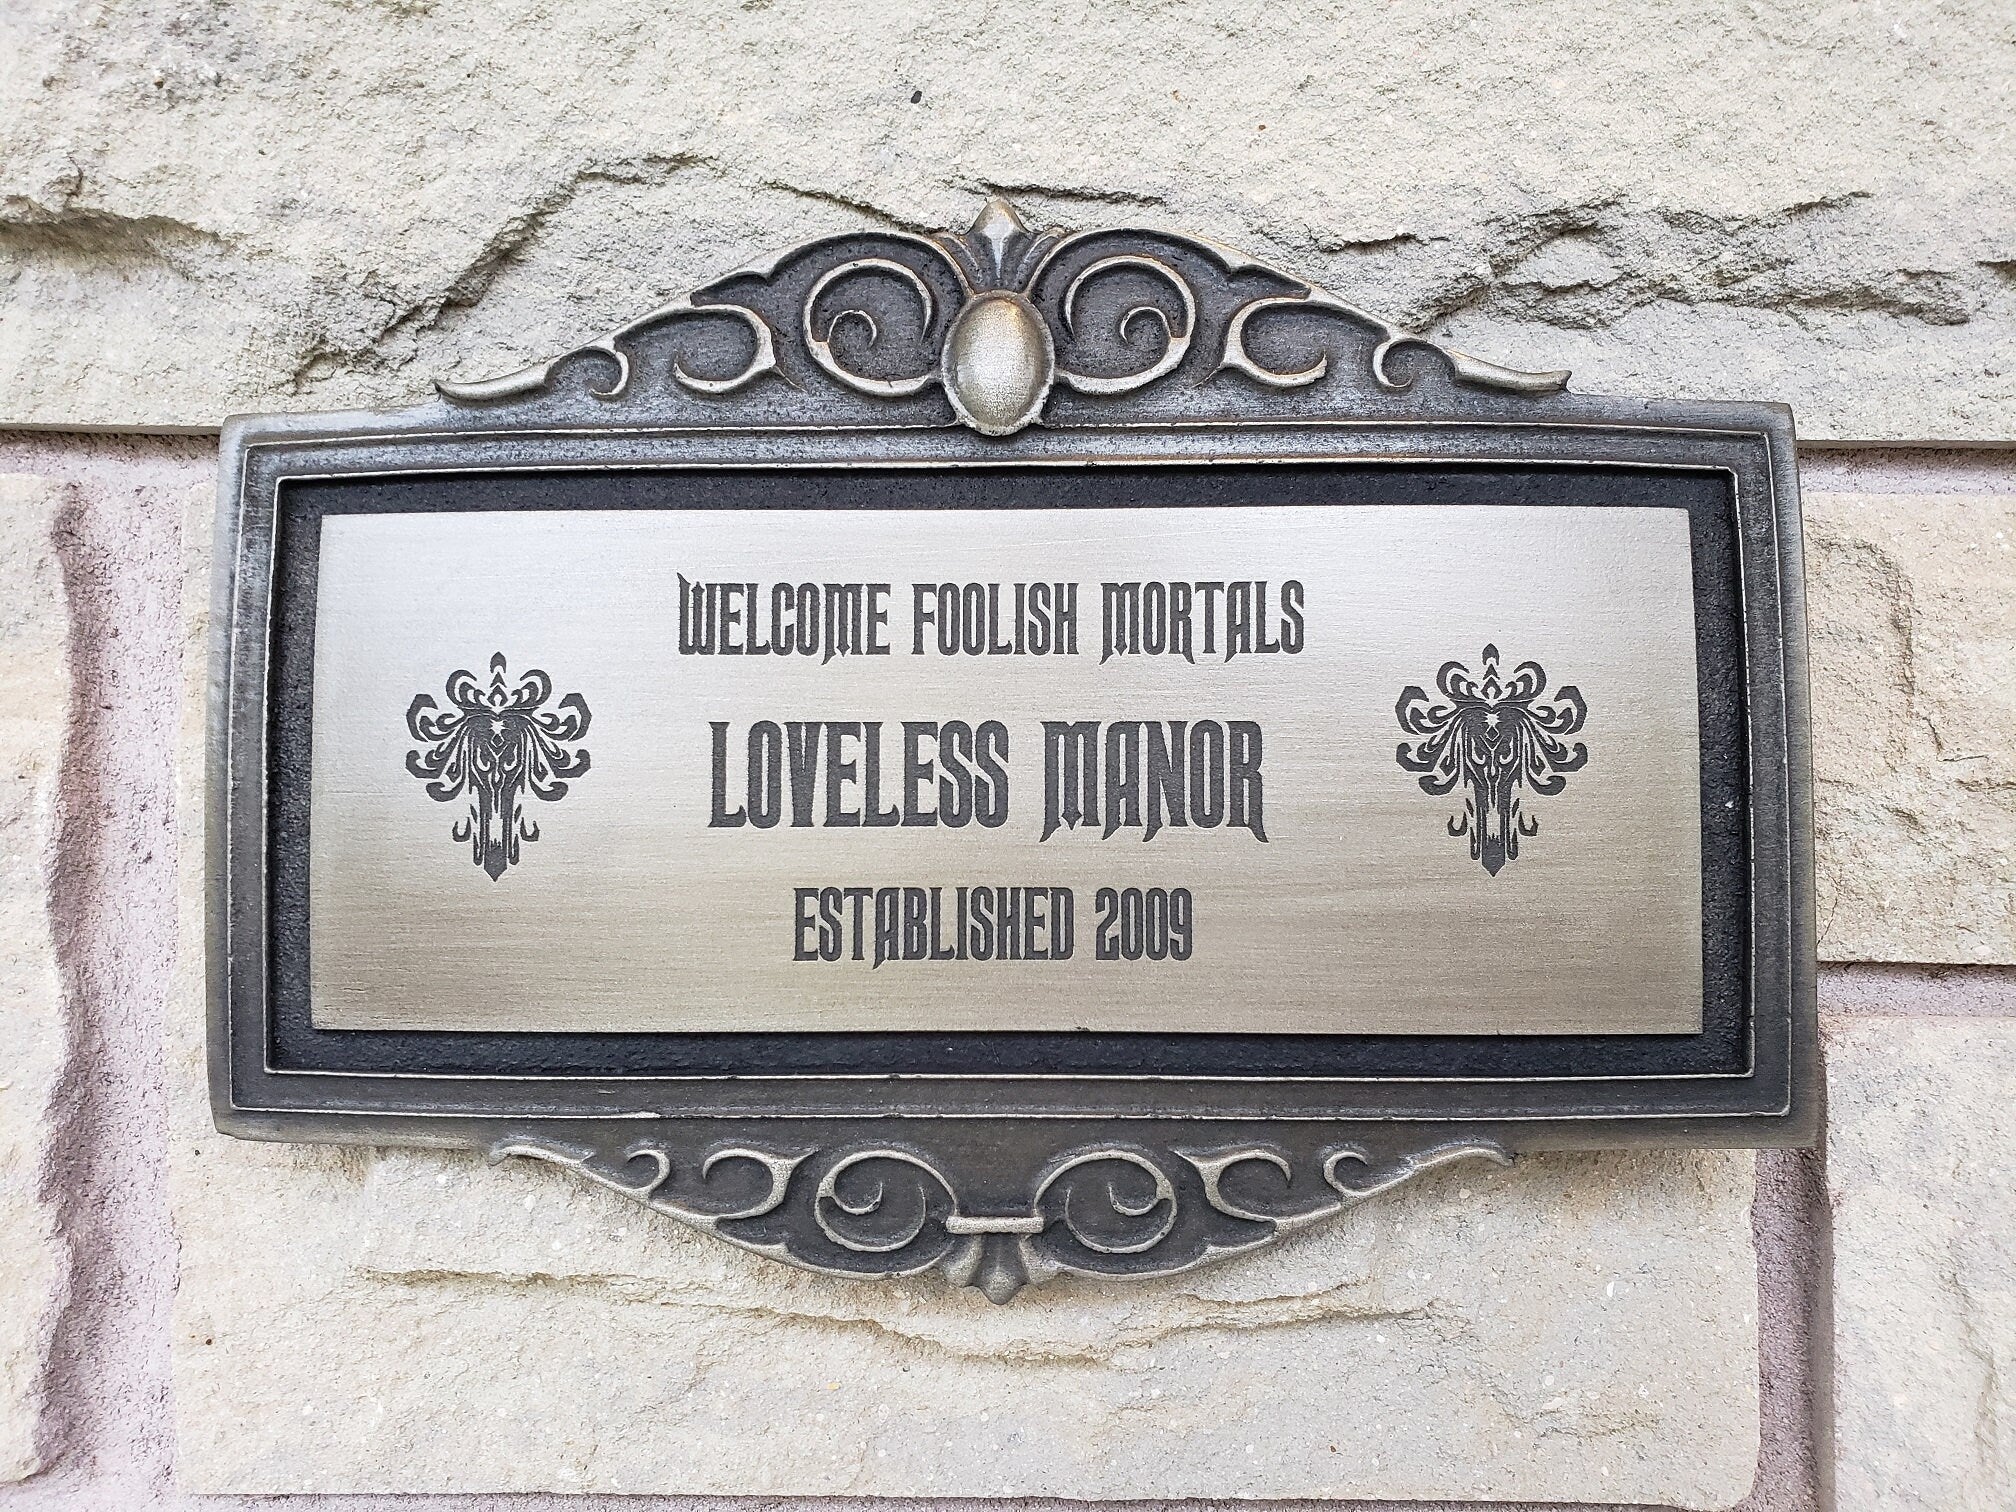 WELCOME FOOLISH MORTALS
LOVELESS MANOR
ESTABLISHED 2009